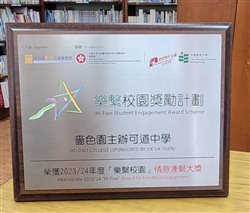 樂繫校園獎勵計劃
Hi-Five Student Engagement Award Scheme
嗇色園主辦可道中學
HO DAO COLLEGE (SPONSORED BY SIK SIK YUEN)
榮獲2023/24年度「樂繫校園」情意連繫大獎
Attained the 2023/24 "Hi-Five" Award for Emotional Engagement